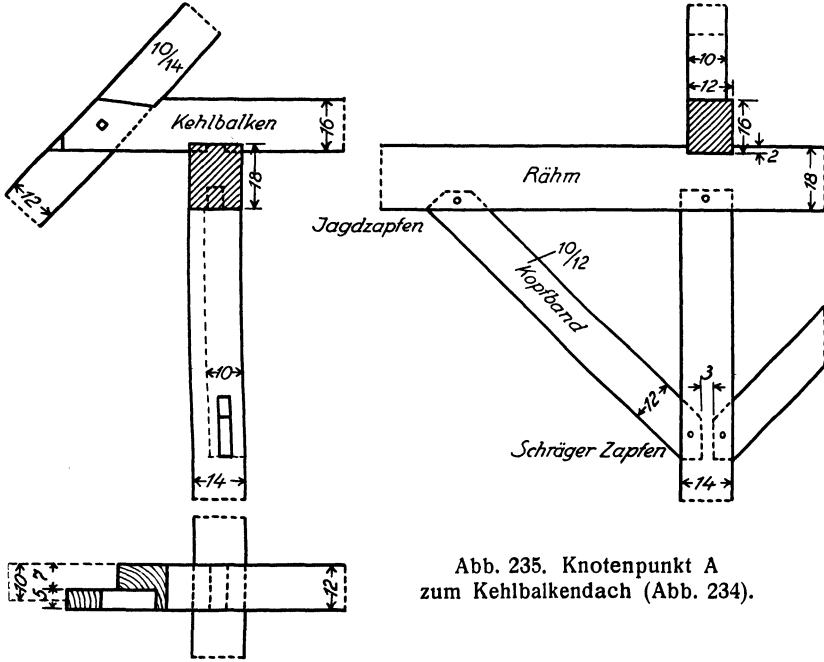 10/14
Kehlbalken
16
12
18
10
14
10
7
5
12
10
12
16
2
Rähm
18
Jagdzapfen
10/12
Kopfband
12
3
Schräger Zapfen
14
Abb. 235. Knotenpunkt A
zum Kehlbalkendach (Abb. 234).